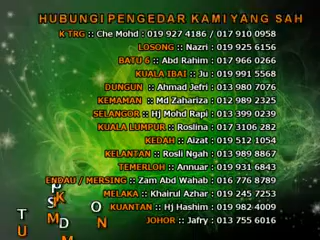 HUBUNGI PENGEDAR KAMI YANG SAH
K TRG :: Che Mohd : 019 927 4186 / 017 910 0958
LOSONG :: Nazri : 019 925 6156
BATU 6 :: Abd Rahim : 017 966 0266
KUALA IBAI :: Ju : 019 991 5568
DUNGUN :: Ahmad Jefri : 013 980 7076
KEMAMAN :: Md Zahariza : 012 989 2325
SELANGOR :: Hj Mohd Rapi : 013 399 0239
KUALA LUMPUR :: Roslina : 017 3106 282
KEDAH :: Aizat : 019 512 1054
KELANTAN :: Rosli Ngah : 013 989 8867
TEMERLOH :: Annuar : 019 931 6843
ENDAU / MERSING :: Zam Abd Wahab : 016 776 8789
MELAKA :: Khairul Azhar : 019 245 7253
KUANTAN :: Hj Hashim : 019 982 4009
JOHOR :: Jafry : 013 755 6016